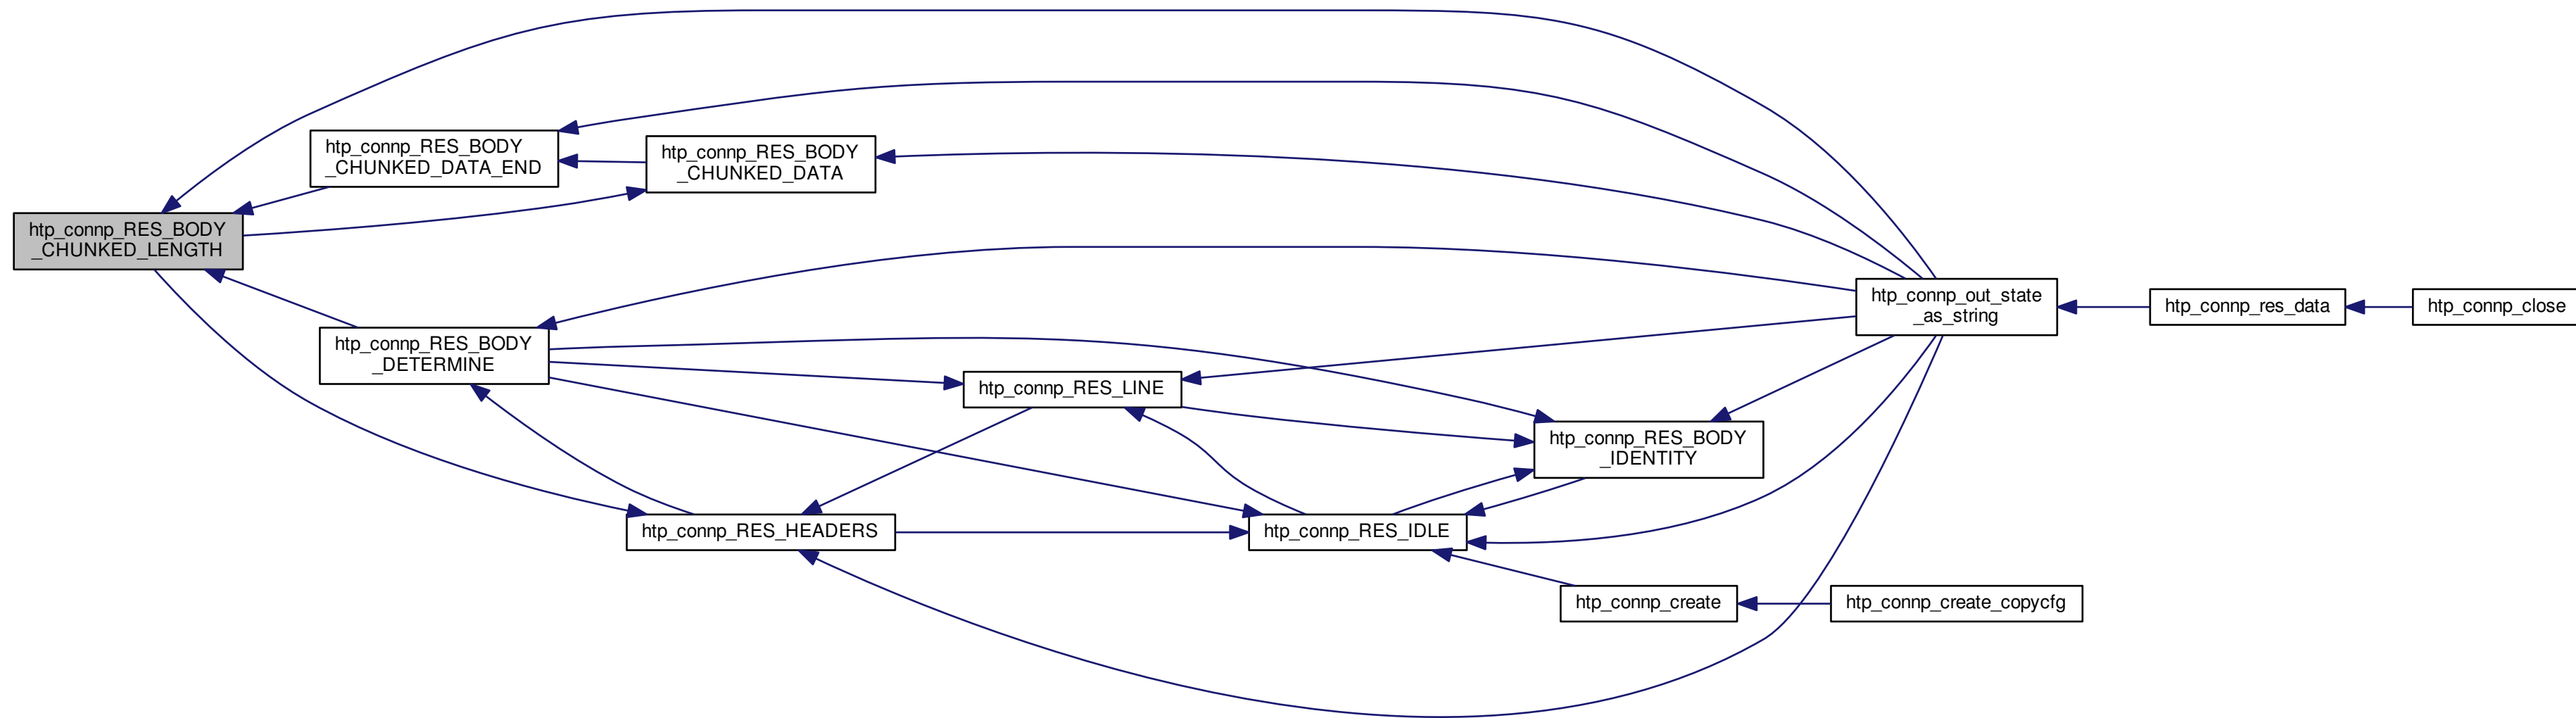 htp_connp_RES_BODY
_CHUNKED_LENGTH
htp_connp_RES_BODY
_CHUNKED_DATA_END
htp_connp_RES_BODY
_CHUNKED_DATA
htp_connp_RES_BODY
_DETERMINE
htp_connp_RES_LINE
htp_connp_RES_HEADERS
htp_connp_RES_IDLE
htp_connp_RES_BODY
_IDENTITY
htp_connp_out_state
_as_string
htp_connp_res_data
htp_connp_close
htp_connp_create
htp_connp_create_copycfg